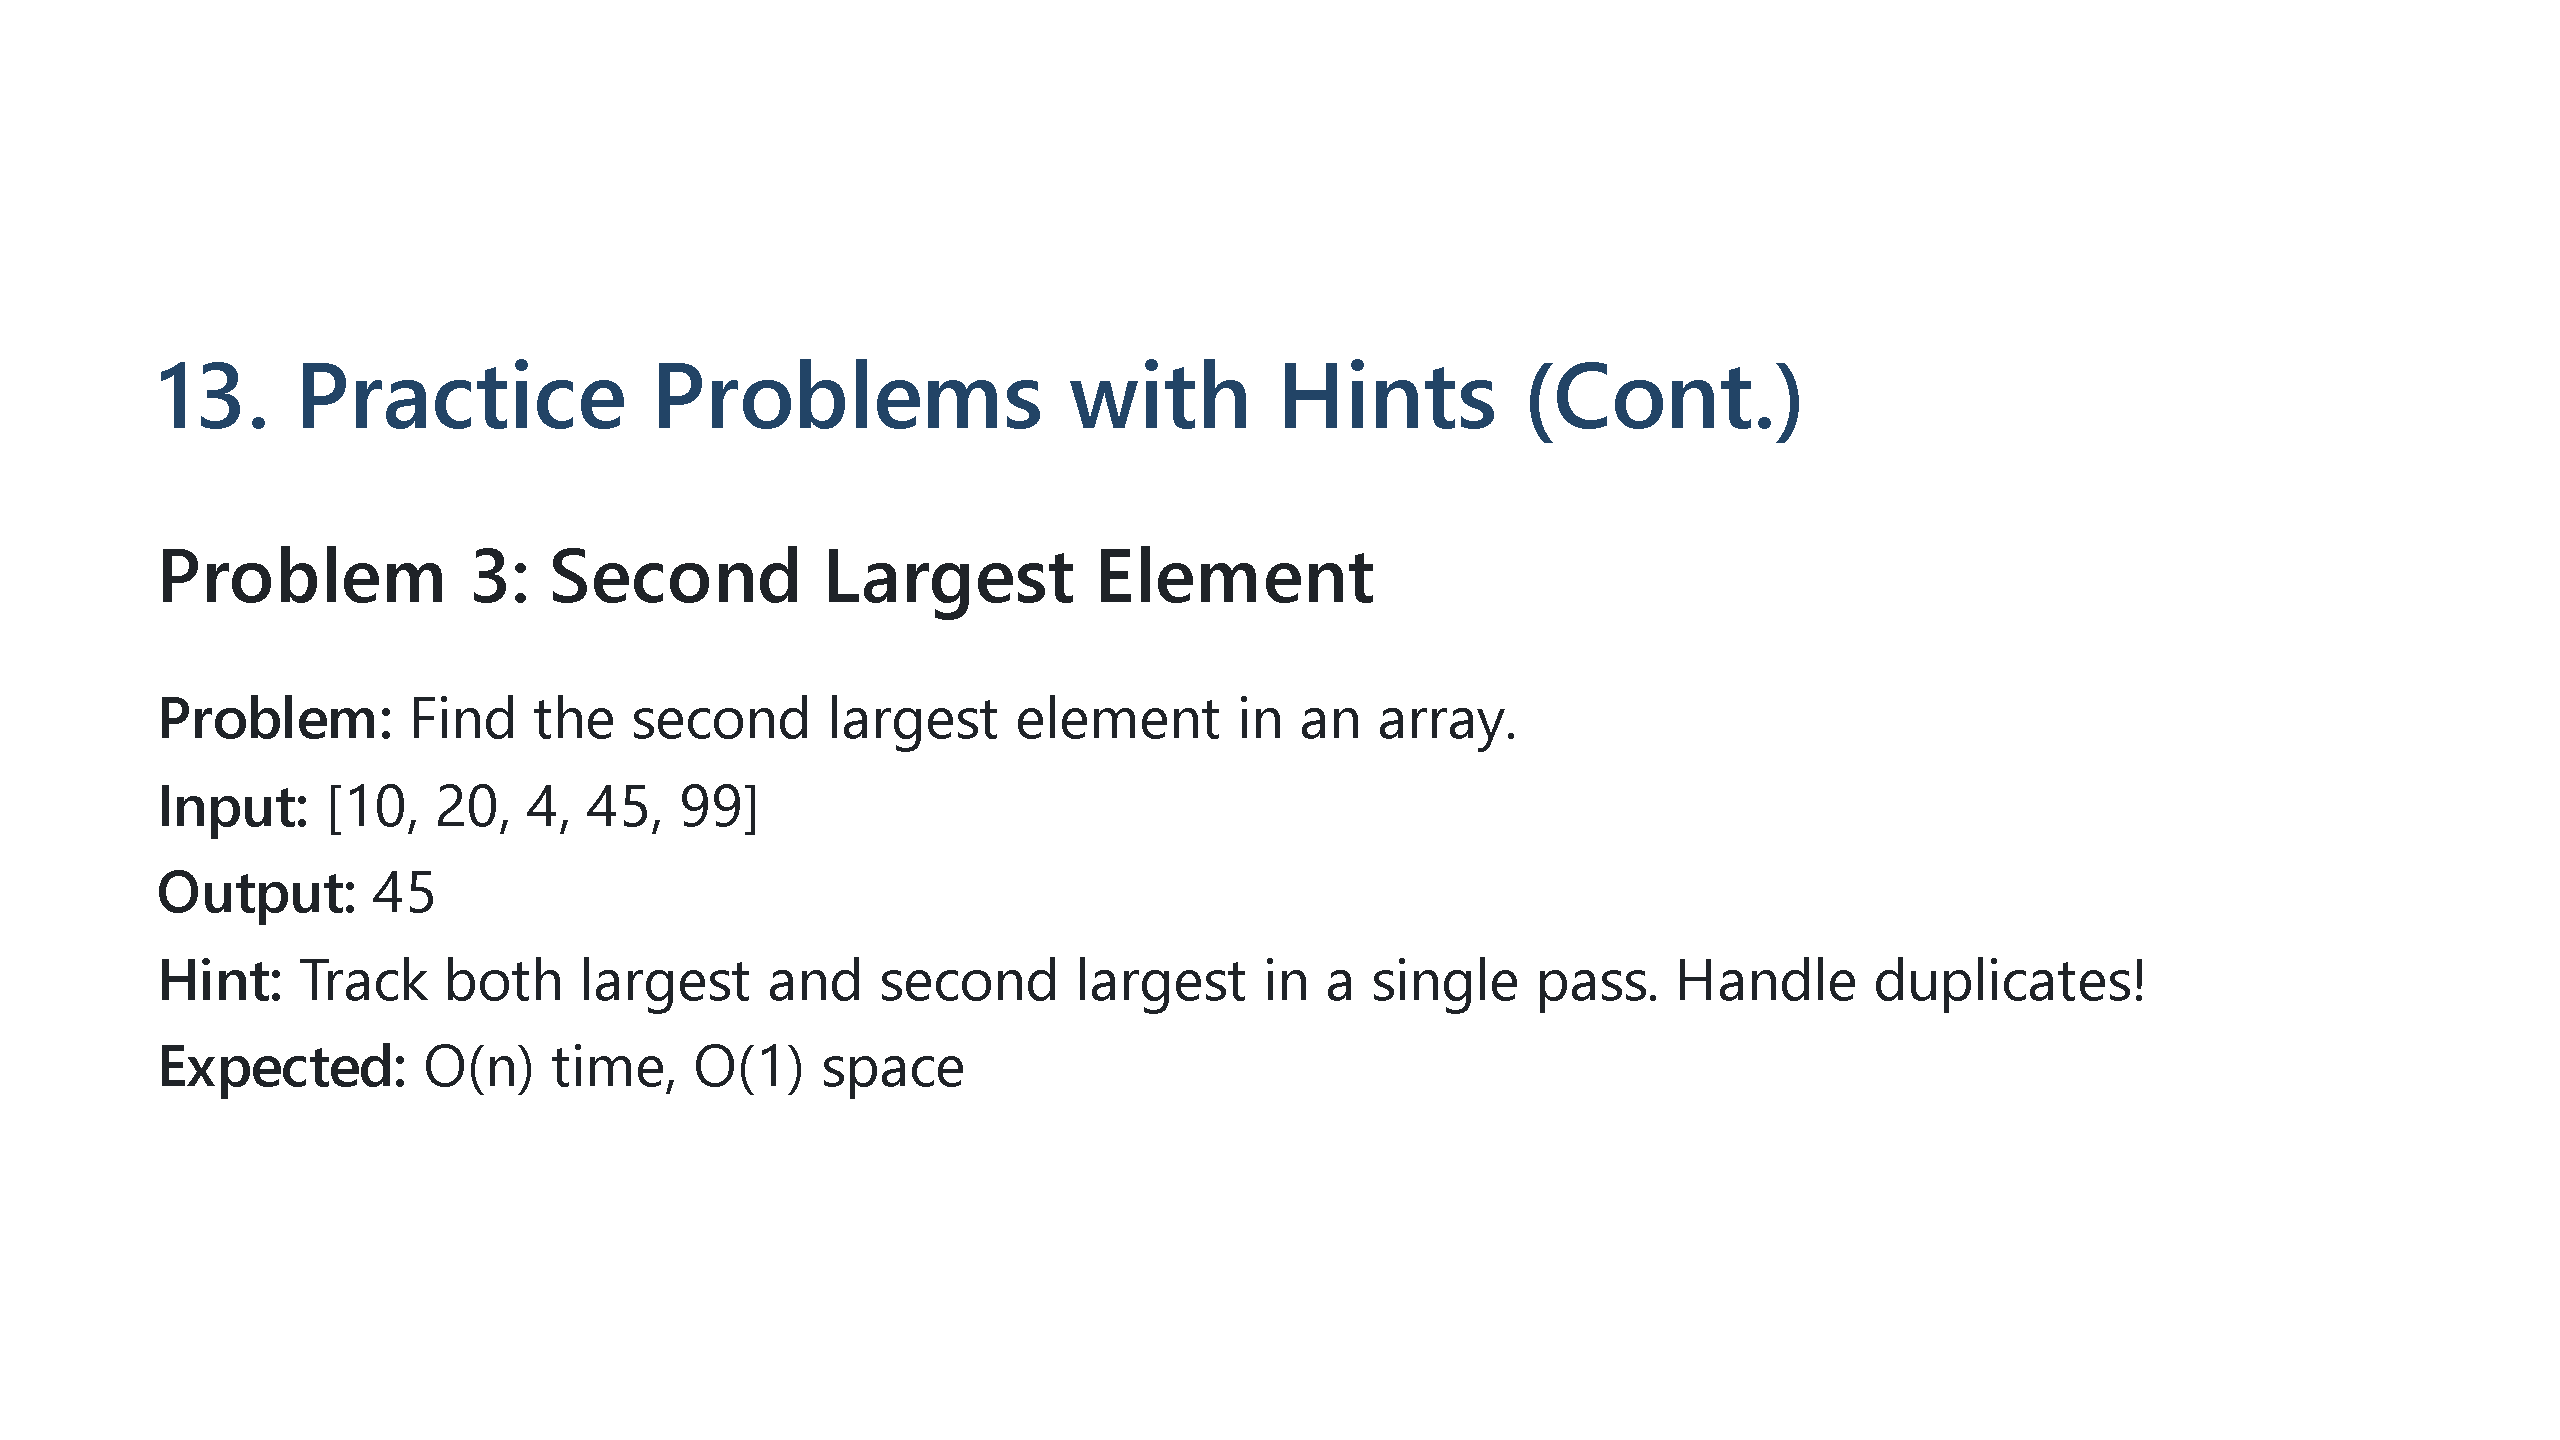 13. Practice Problems with Hints (Cont.)
Problem 3: Second Largest Element
Problem: Find the second largest element in an array.
Input: [10, 20, 4, 45, 99]
Output: 45
Hint: Track both largest and second largest in a single pass. Handle duplicates!
Expected: O(n) time, O(1) space